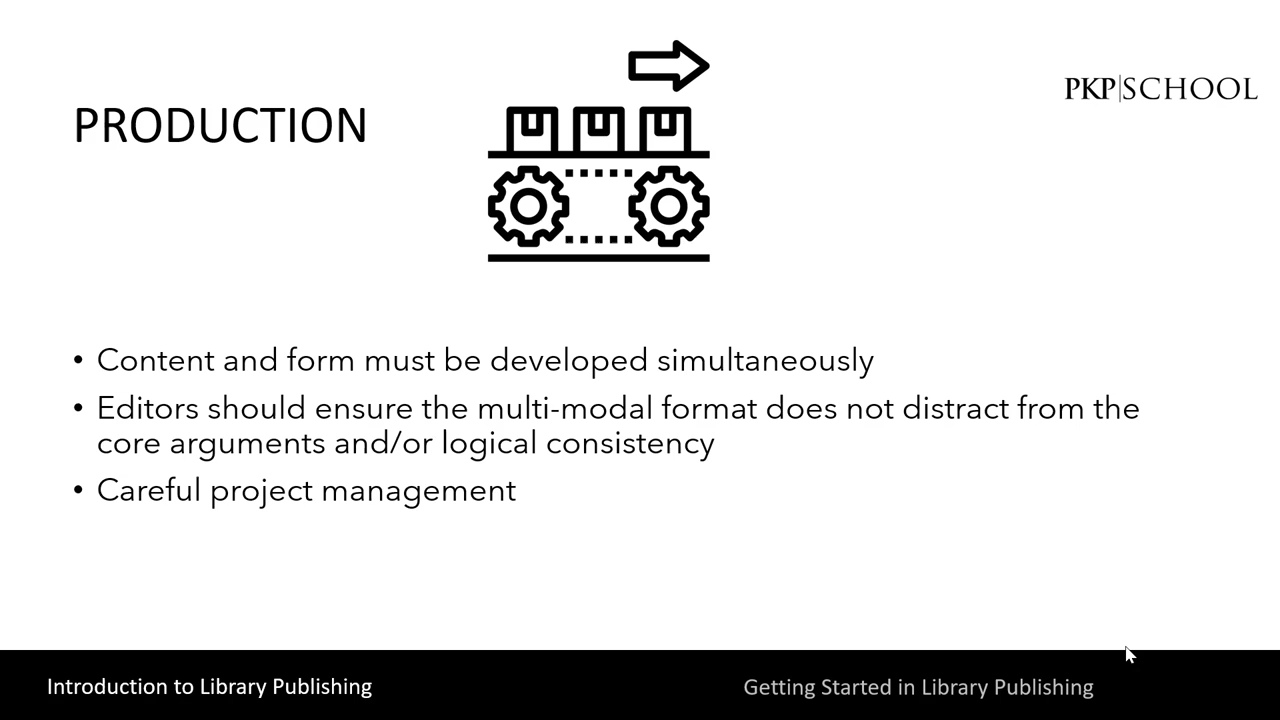 PRODUCTION
PKP|SCHOOL
• Content and form must be developed simultaneously
• Editors should ensure the multi-modal format does not distract from the
core arguments and/or logical consistency
• Careful project management
Introduction to Library Publishing
Getting Started in Library Publishing